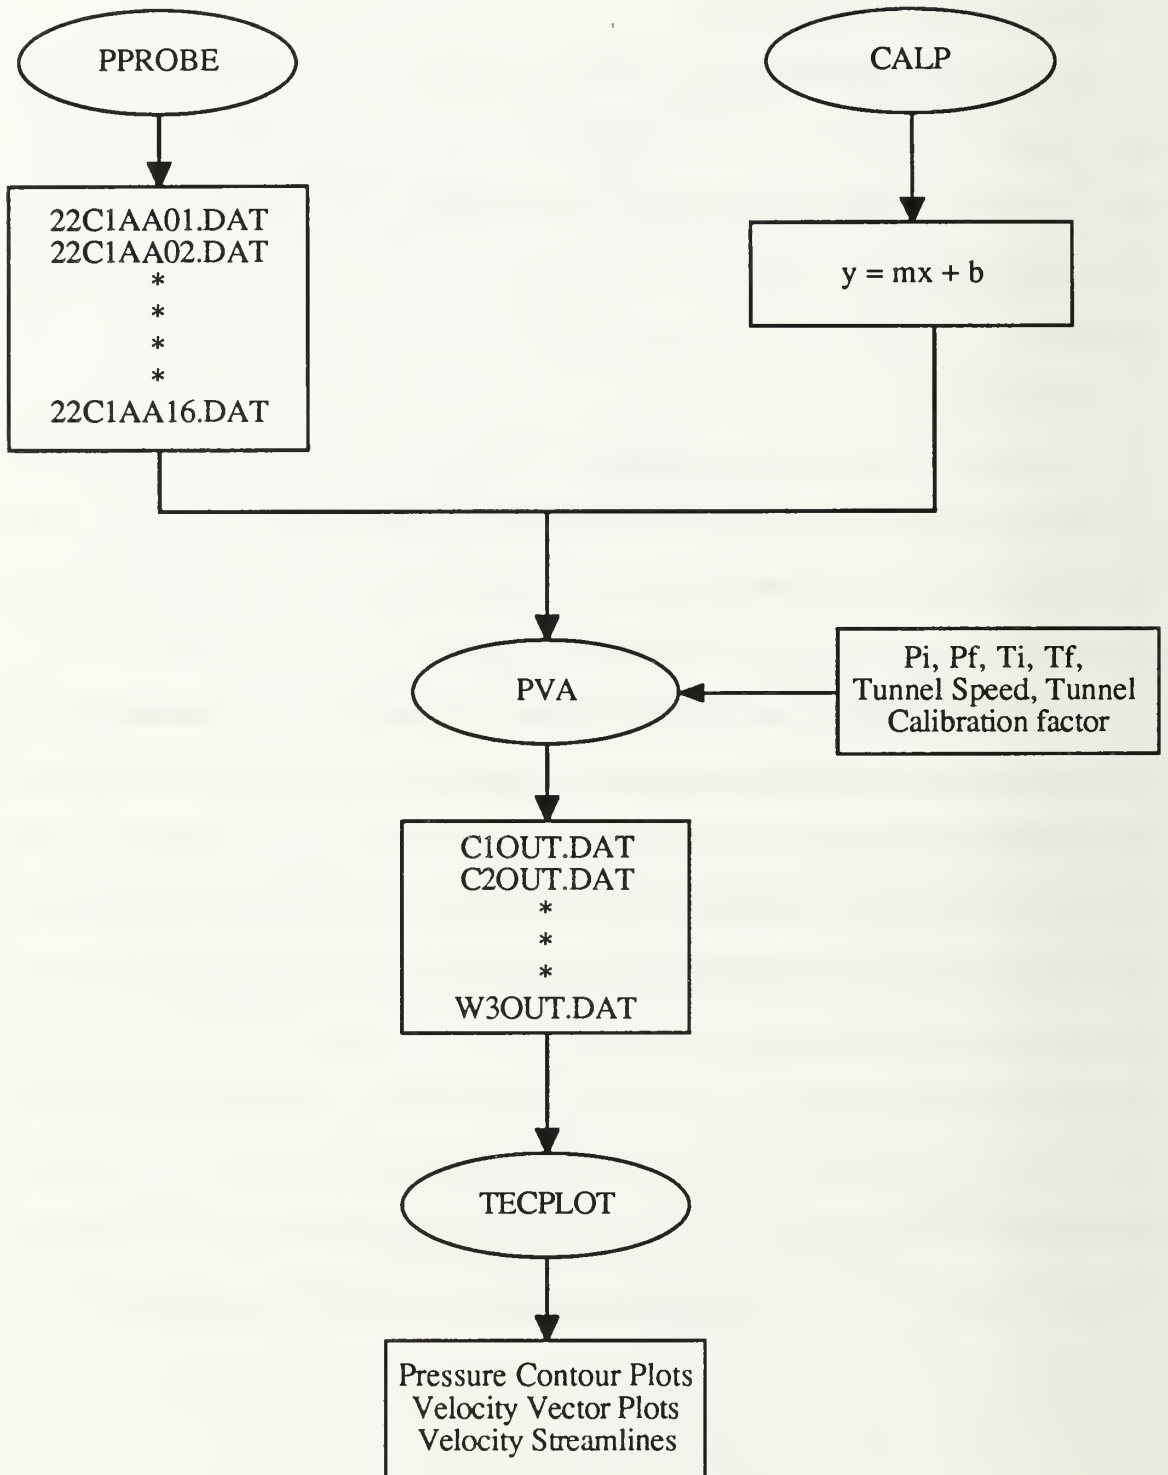 PPROBE
CALP
22C1AA01.DAT
22C1AA02.DAT
*
*
*
*
22C1AA16.DAT
y = mx + b
PVA
Pi, Pf, Ti, Tf,
Tunnel Speed, Tunnel
Calibration factor
C1OUT.DAT
C2OUT.DAT
*
*
*
W3OUT.DAT
TECPLOT
Pressure Contour Plots
Velocity Vector Plots
Velocity Streamlines